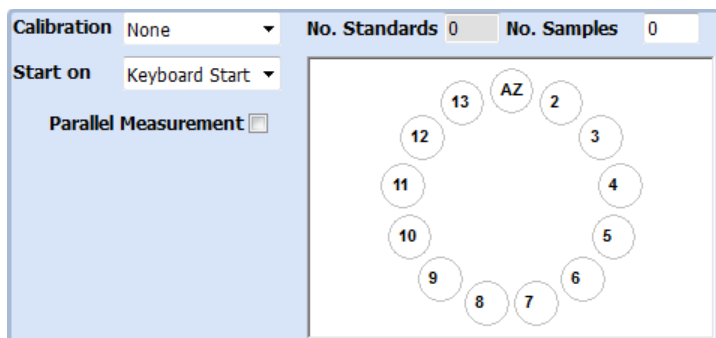 Calibration None No. Standards 0 No. Samples 0
Start on Keyboard Start
Parallel Measurement
AZ
13 2
12 3
11 4
10 5
9 6
8 7